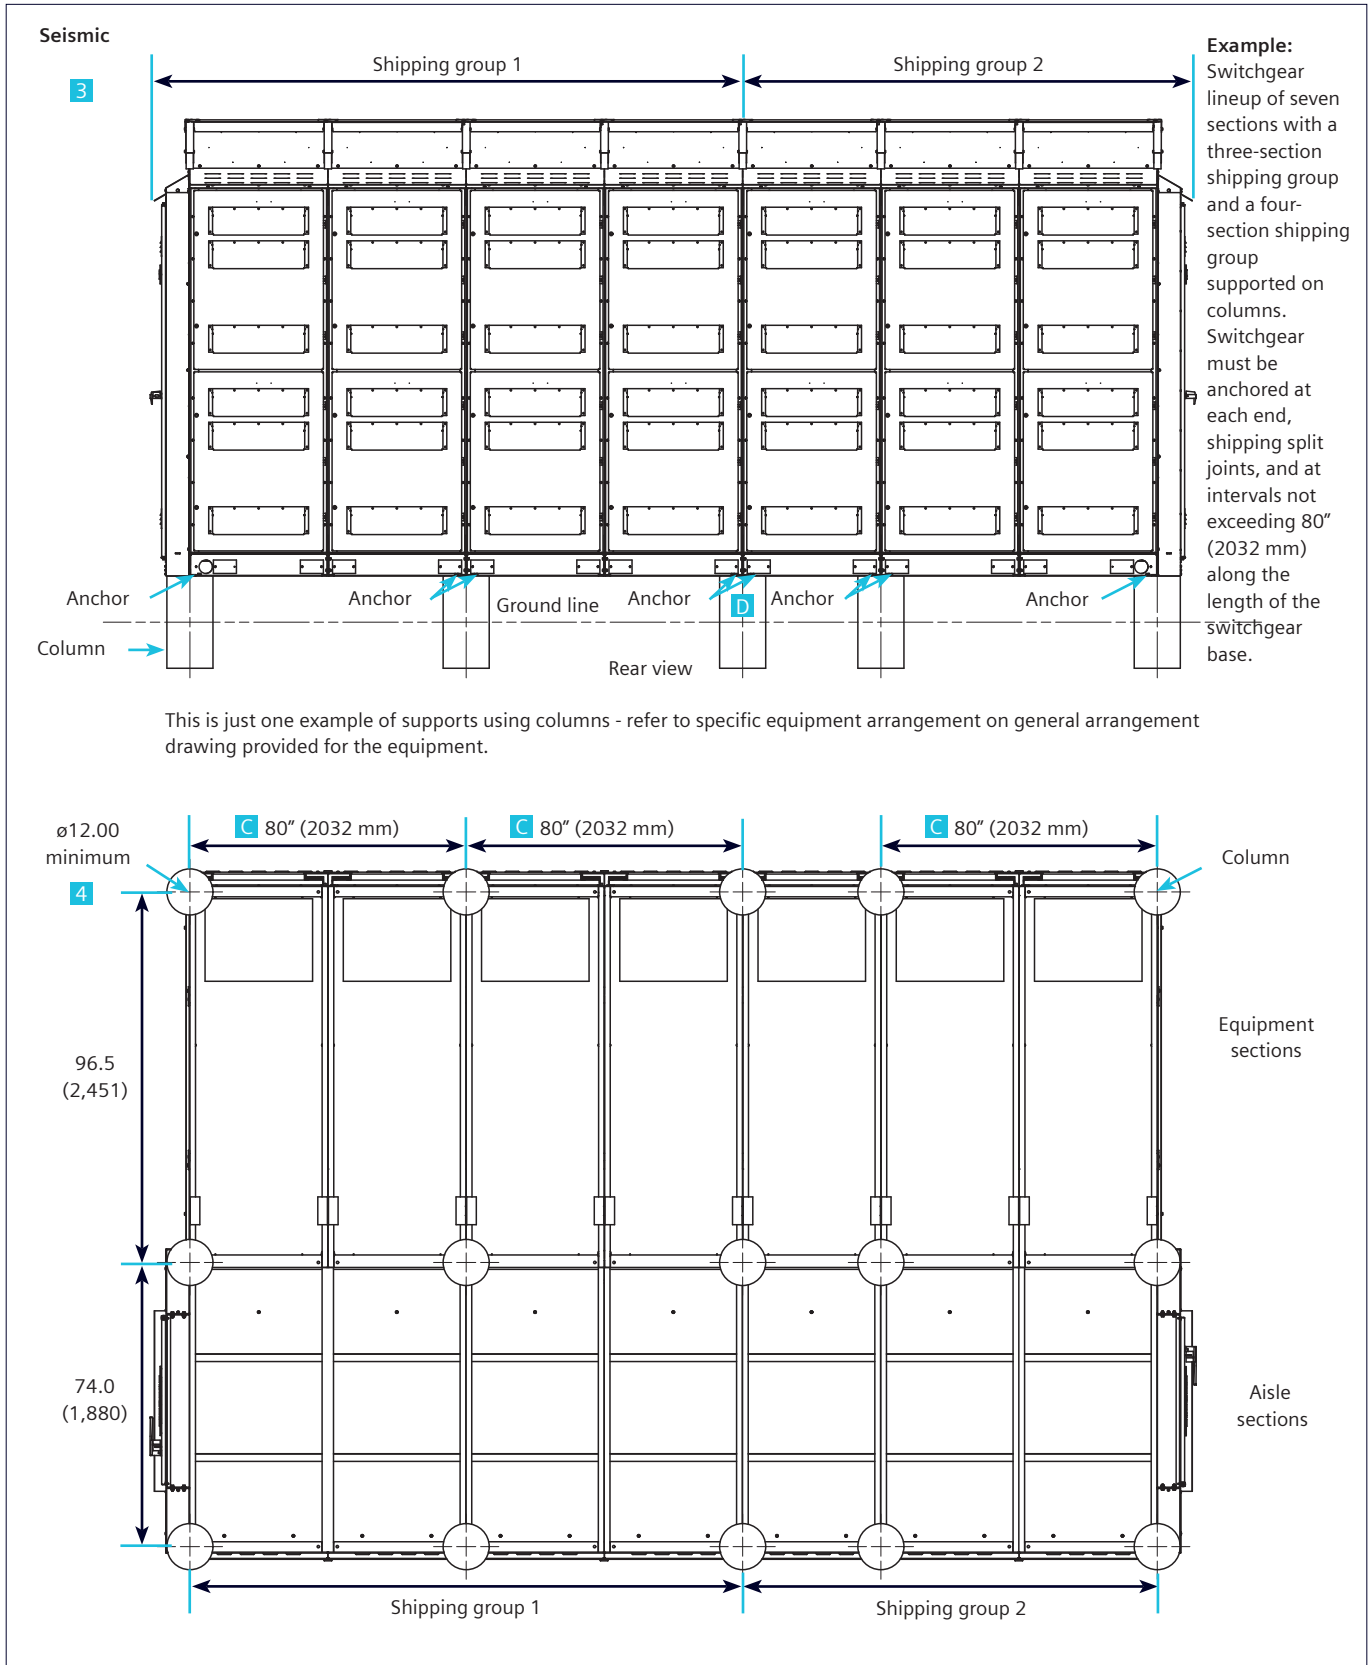 Seismic
3
Shipping group 1
Shipping group 2
Example:
Switchgear
lineup of seven
sections with a
three-section
shipping group
and a four-
section shipping
group
supported on
columns.
Switchgear
must be
anchored at
each end,
shipping split
joints, and at
intervals not
exceeding 80”
(2032 mm)
along the
length of the
switchgear
base.
Anchor
Anchor
Ground line
Anchor
D
Anchor
Anchor
Column
Rear view
This is just one example of supports using columns - refer to specific equipment arrangement on general arrangement
drawing provided for the equipment.
ø12.00
minimum
4
C 80” (2032 mm)
C 80” (2032 mm)
C 80” (2032 mm)
Column
96.5
(2,451)
Equipment
sections
74.0
(1,880)
Aisle
sections
Shipping group 1
Shipping group 2